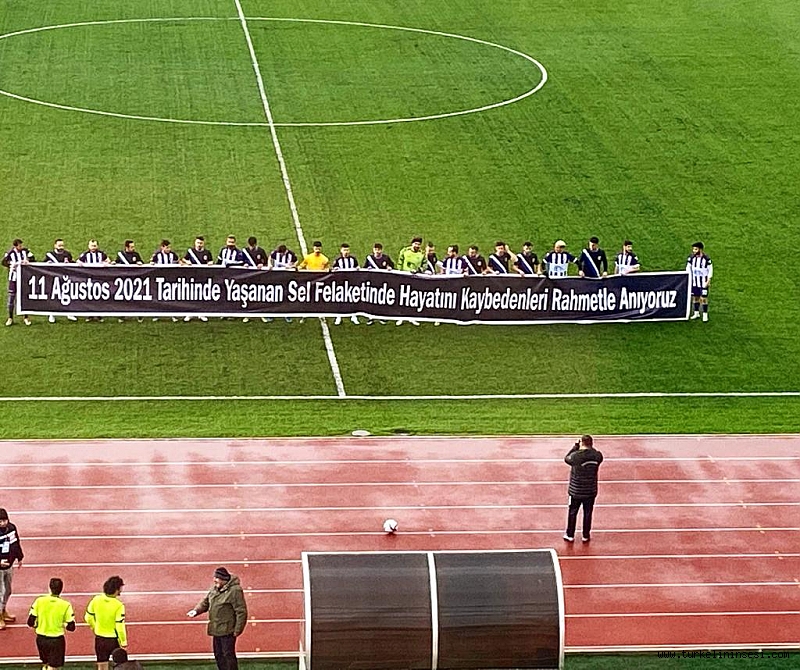 11 Ağustos 2021 Tarihinde Yaşanan Sel Felaketinde Hayatını Kaybedenleri Rahmetle Anıyoruz